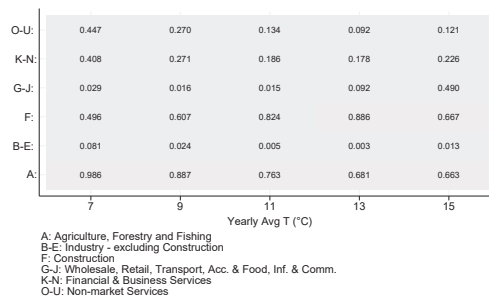 O-U: 0.447 0.270 0.134 0.092 0.121
K-N: 0.408 0.271 0.186 0.178 0.226
G-J: 0.029 0.016 0.015 0.092 0.490
F: 0.496 0.607 0.824 0.886 0.667
B-E: 0.081 0.024 0.005 0.003 0.013
A: 0.986 0.887 0.763 0.681 0.663
7 9 11 13 15
Yearly Avg T (°C)
A: Agriculture, Forestry and Fishing
B-E: Industry - excluding Construction
F: Construction
G-J: Wholesale, Retail, Transport, Acc. & Food, Inf. & Comm.
K-N: Financial & Business Services
O-U: Non-market Services